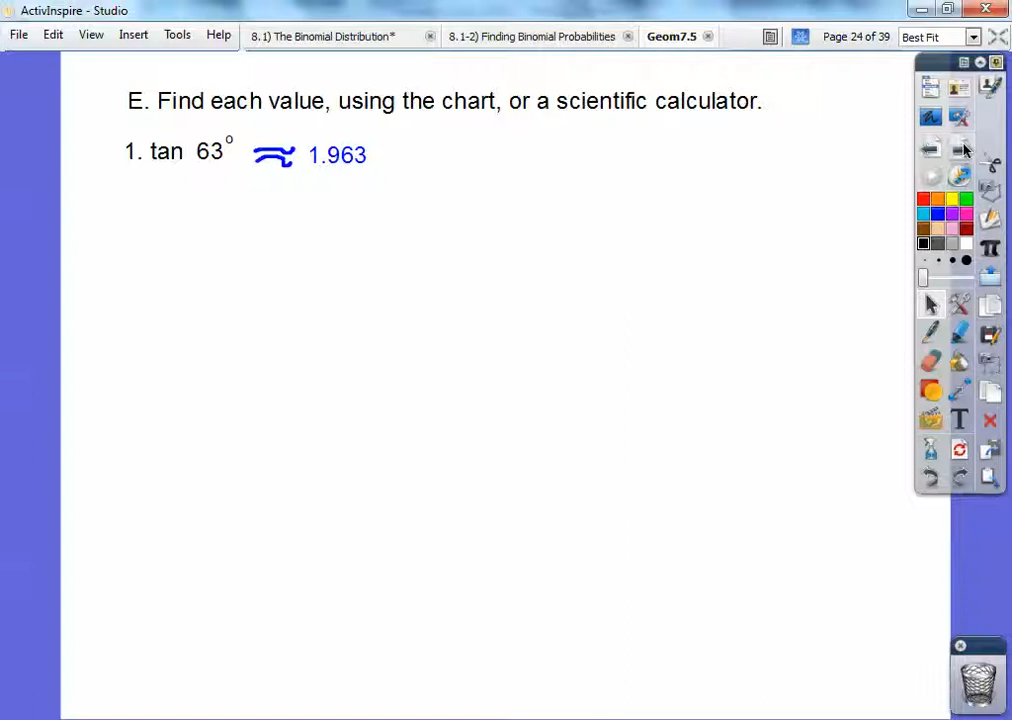 ActivInspire - Studio
File Edit View Insert Tools Help 8.1) The Binomial Distribution* 8.1-2) Finding Binomial Probabilities Geom7.5 Page 24 of 39 Best Fit
E. Find each value, using the chart, or a scientific calculator.
1. tan 63° ≈ 1.963